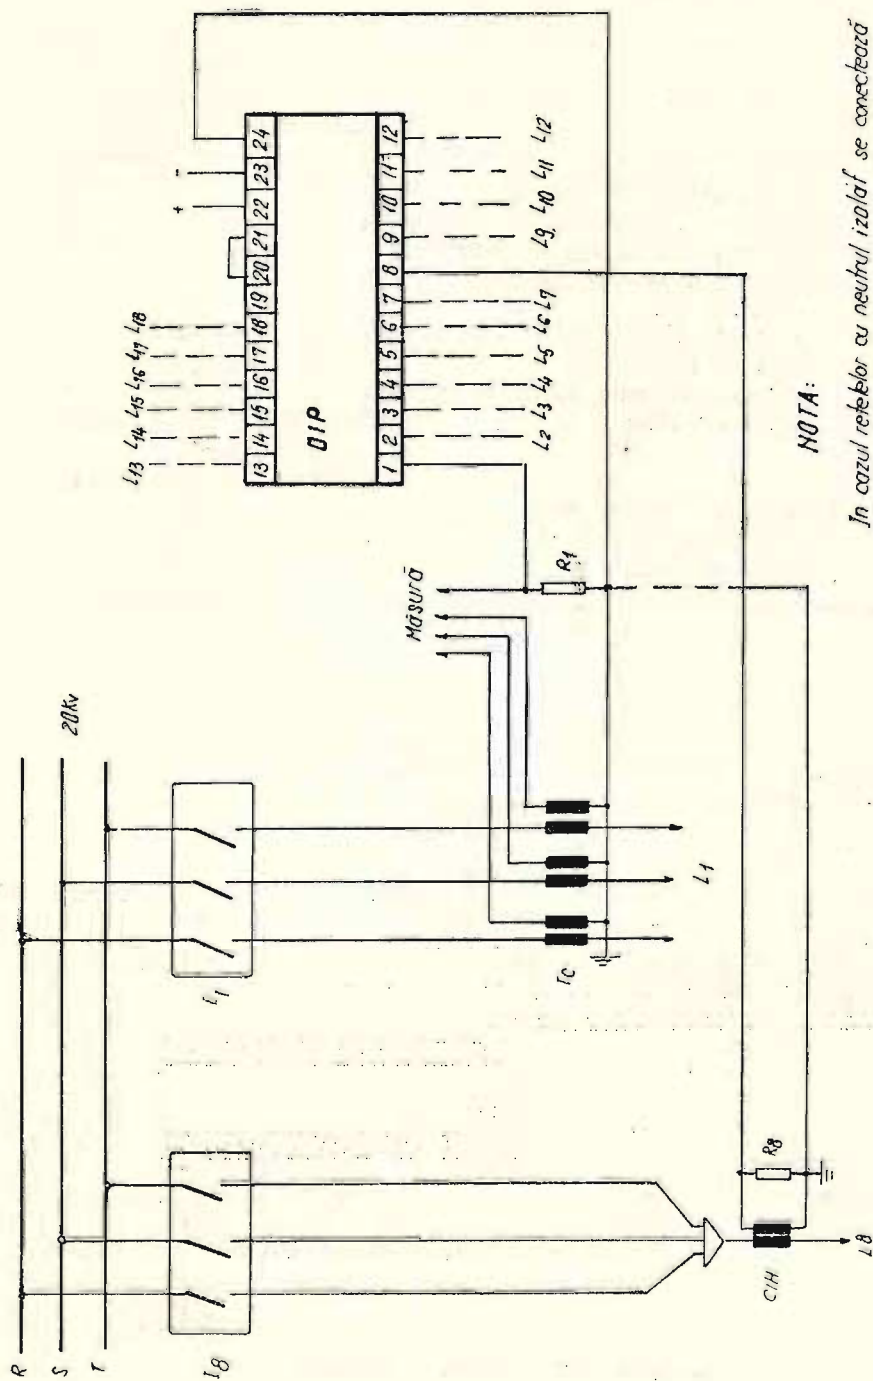 R
S
T
20Kv
I8
I1
Măsură
R1
TC
L1
R8
CIH
L8
L13 L14 L15 L16 L17 L18
+ -
13 14 15 16 17 18 19 20 21 22 23 24
DIP
1 2 3 4 5 6 7 8 9 10 11 12
L2 L3 L4 L5 L6 L7 L9 L10 L11 L12
NOTA:
In cazul retelelor cu neutrul izolat se conectează